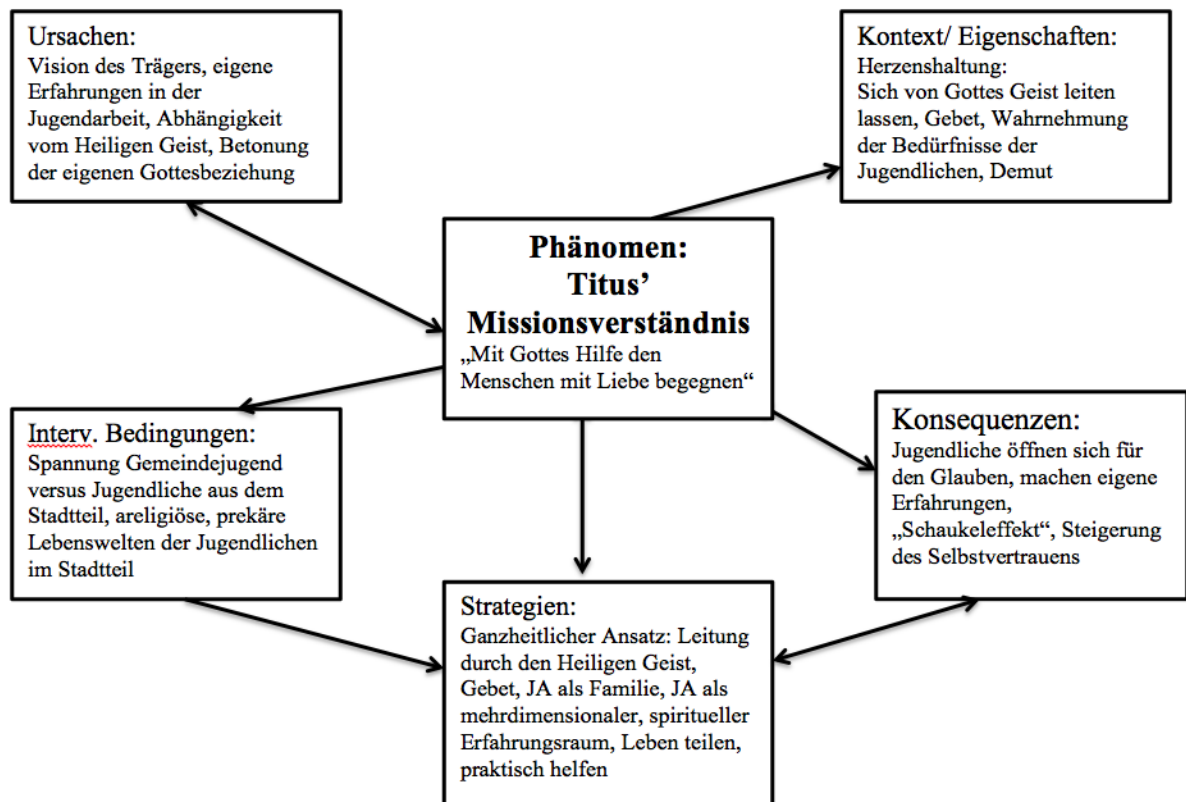 Ursachen:
Vision des Trägers, eigene
Erfahrungen in der
Jugendarbeit, Abhängigkeit
vom Heiligen Geist, Betonung
der eigenen Gottesbeziehung
Kontext/ Eigenschaften:
Herzenshaltung:
Sich von Gottes Geist leiten
lassen, Gebet, Wahrnehmung
der Bedürfnisse der
Jugendlichen, Demut
Phänomen:
Titus’
Missionsverständnis
„Mit Gottes Hilfe den
Menschen mit Liebe begegnen“
Interv. Bedingungen:
Spannung Gemeindejugend
versus Jugendliche aus dem
Stadtteil, areligiöse, prekäre
Lebenswelten der Jugendlichen
im Stadtteil
Konsequenzen:
Jugendliche öffnen sich für
den Glauben, machen eigene
Erfahrungen,
„Schaukeleffekt“, Steigerung
des Selbstvertrauens
Strategien:
Ganzheitlicher Ansatz: Leitung
durch den Heiligen Geist,
Gebet, JA als Familie, JA als
mehrdimensionaler, spiritueller
Erfahrungsraum, Leben teilen,
praktisch helfen